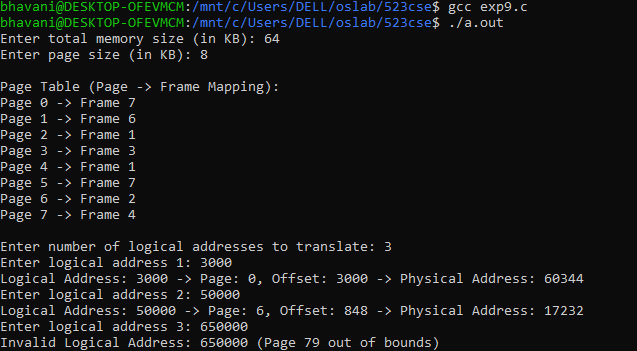 bhavani@DESKTOP-OFEVMCM:/mnt/c/Users/DELL/oslab/523cse$ gcc exp9.c
bhavani@DESKTOP-OFEVMCM:/mnt/c/Users/DELL/oslab/523cse$ ./a.out
Enter total memory size (in KB): 64
Enter page size (in KB): 8
Page Table (Page -> Frame Mapping):
Page 0 -> Frame 7
Page 1 -> Frame 6
Page 2 -> Frame 1
Page 3 -> Frame 3
Page 4 -> Frame 1
Page 5 -> Frame 7
Page 6 -> Frame 2
Page 7 -> Frame 4
Enter number of logical addresses to translate: 3
Enter logical address 1: 3000
Logical Address: 3000 -> Page: 0, Offset: 3000 -> Physical Address: 60344
Enter logical address 2: 50000
Logical Address: 50000 -> Page: 6, Offset: 848 -> Physical Address: 17232
Enter logical address 3: 650000
Invalid Logical Address: 650000 (Page 79 out of bounds)